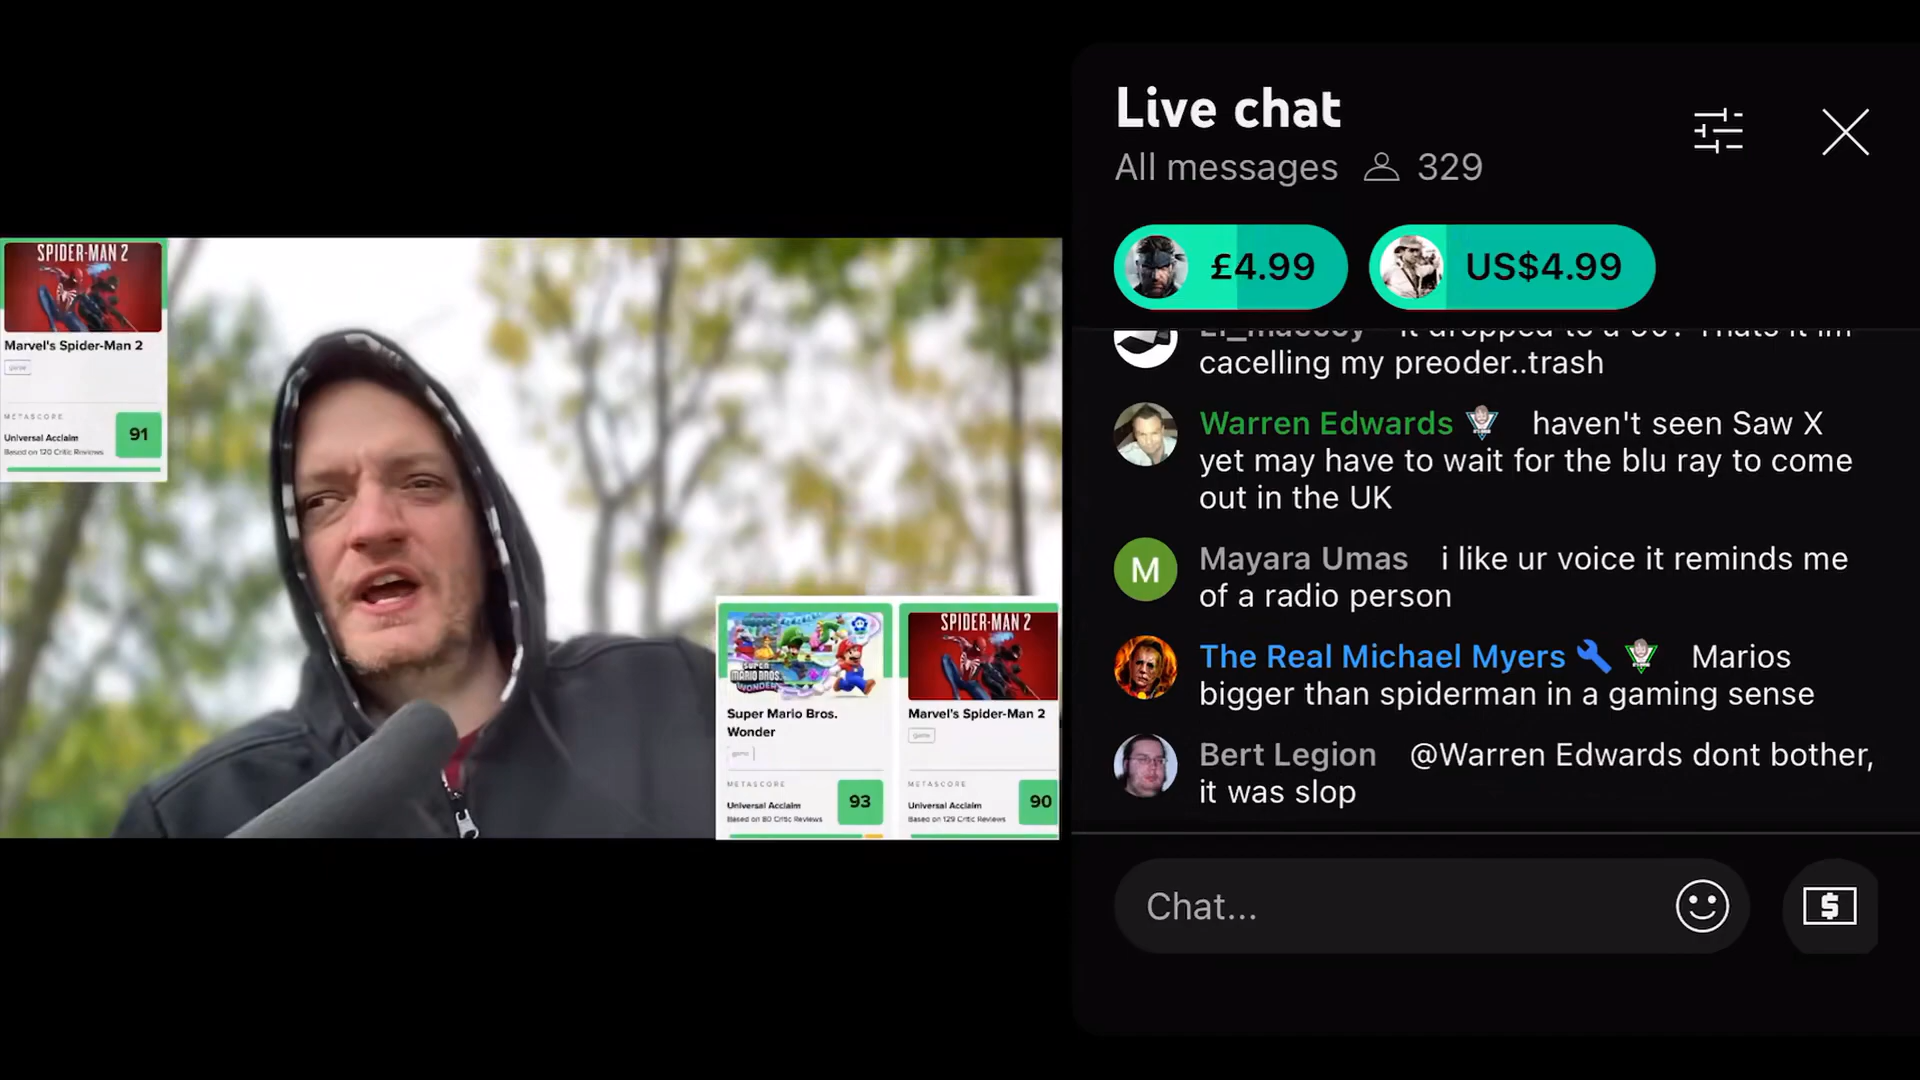 SPIDER-MAN 2
Marvel's Spider-Man 2
game
METASCORE
Universal Acclaim
91
Based on 120 Critic Reviews
SUPER
MARIO BROS.
WONDER
Super Mario Bros.
Wonder
game
METASCORE
Universal Acclaim
93
Based on 80 Critic Reviews
SPIDER-MAN 2
Marvel's Spider-Man 2
game
METASCORE
Universal Acclaim
90
Based on 129 Critic Reviews
Live chat
All messages 329
£4.99 US$4.99
cacelling my preoder..trash
Warren Edwards haven't seen Saw X
yet may have to wait for the blu ray to come
out in the UK
M
Mayara Umas i like ur voice it reminds me
of a radio person
The Real Michael Myers Marios
bigger than spiderman in a gaming sense
Bert Legion @Warren Edwards dont bother,
it was slop
Chat...
$